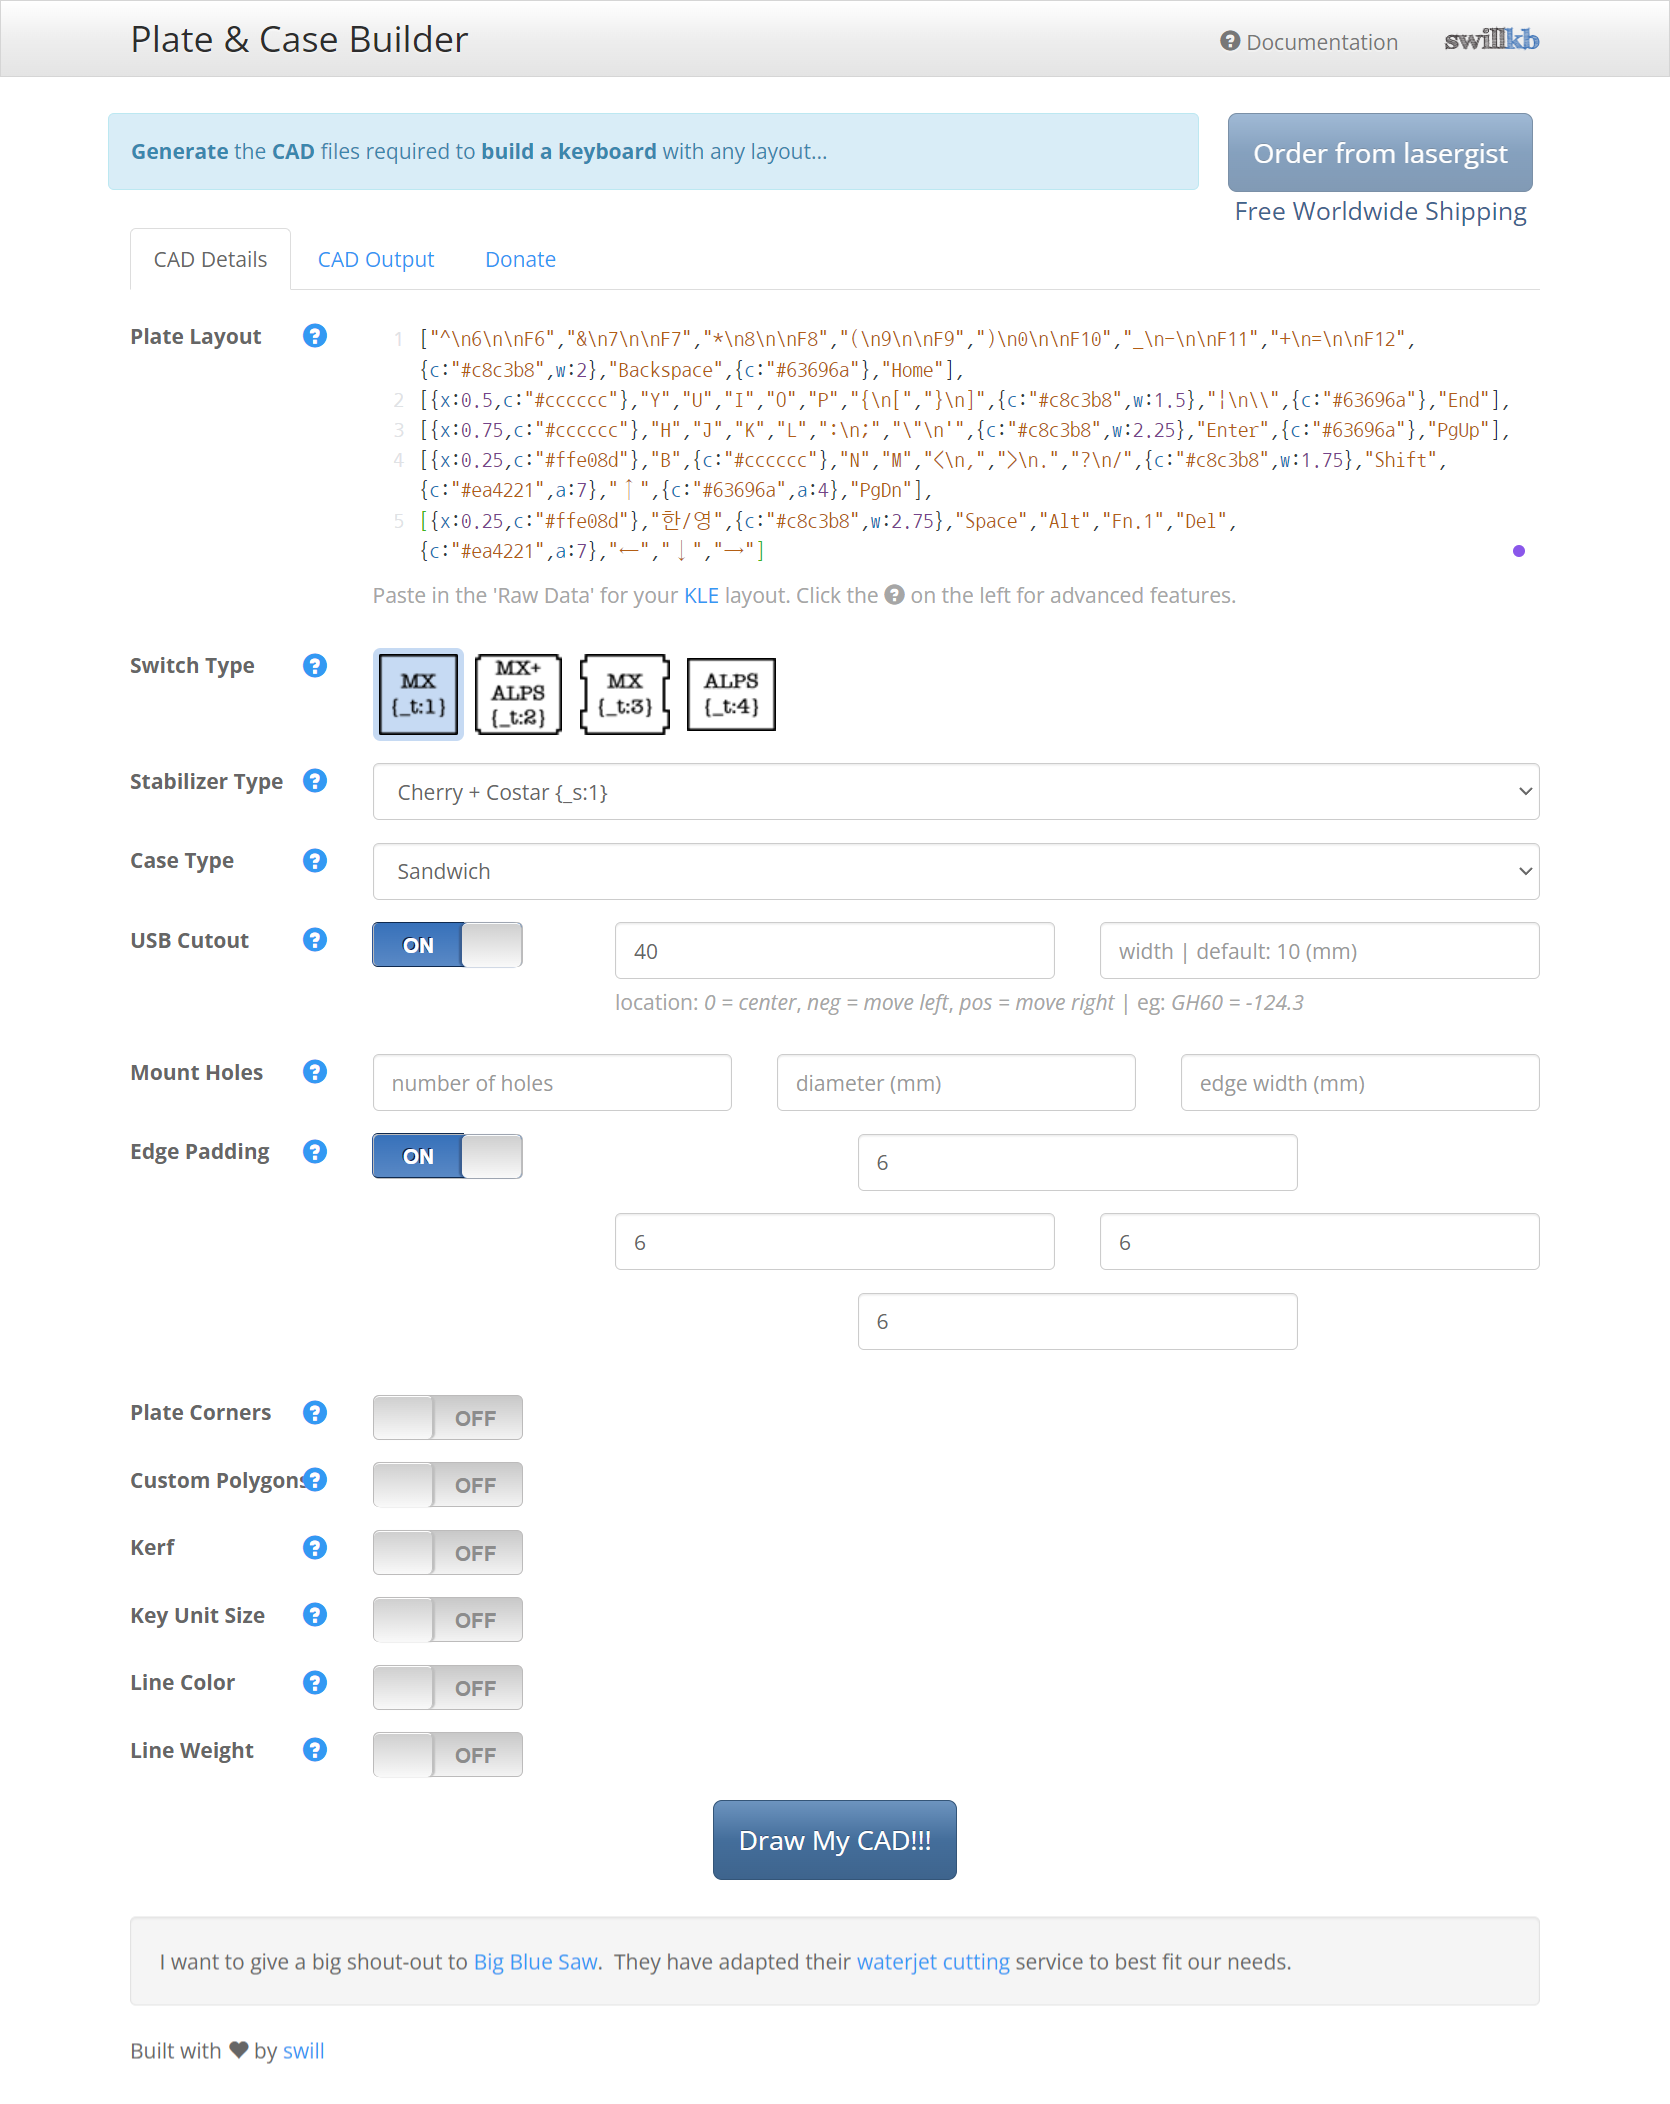 Plate & Case Builder
Documentation
swillkb
Generate the CAD files required to build a keyboard with any layout...
Order from lasergist
Free Worldwide Shipping
CAD Details
CAD Output
Donate
Plate Layout
1 ["^\n6\n\nF6","&\n7\n\nF7","*\n8\n\nF8","(\n9\n\nF9",")\n0\n\nF10","_\n-\n\nF11","+\n=\n\nF12",
{c:"#c8c3b8",w:2},"Backspace",{c:"#63696a"},"Home"],
2 [{x:0.5,c:"#cccccc"},"Y","U","I","O","P","{\n[","}\n]",{c:"#c8c3b8",w:1.5},"¦\n\\",{c:"#63696a"},"End"],
3 [{x:0.75,c:"#cccccc"},"H","J","K","L",":\n;","\"\n'",{c:"#c8c3b8",w:2.25},"Enter",{c:"#63696a"},"PgUp"],
4 [{x:0.25,c:"#ffe08d"},"B",{c:"#cccccc"},"N","M","<\n,",">\n.","?\n/",{c:"#c8c3b8",w:1.75},"Shift",
{c:"#ea4221",a:7},"↑",{c:"#63696a",a:4},"PgDn"],
5 [{x:0.25,c:"#ffe08d"},"한/영",{c:"#c8c3b8",w:2.75},"Space","Alt","Fn.1","Del",
{c:"#ea4221",a:7},"←","↓","→"]
Paste in the 'Raw Data' for your KLE layout. Click the ? on the left for advanced features.
Switch Type
MX {_t:1}
MX+ ALPS {_t:2}
MX {_t:3}
ALPS {_t:4}
Stabilizer Type
Cherry + Costar {_s:1}
Case Type
Sandwich
USB Cutout
ON
40
width | default: 10 (mm)
location: 0 = center, neg = move left, pos = move right | eg: GH60 = -124.3
Mount Holes
number of holes
diameter (mm)
edge width (mm)
Edge Padding
ON
6
6
6
6
Plate Corners
OFF
Custom Polygons
OFF
Kerf
OFF
Key Unit Size
OFF
Line Color
OFF
Line Weight
OFF
Draw My CAD!!!
I want to give a big shout-out to Big Blue Saw. They have adapted their waterjet cutting service to best fit our needs.
Built with ♥ by swill